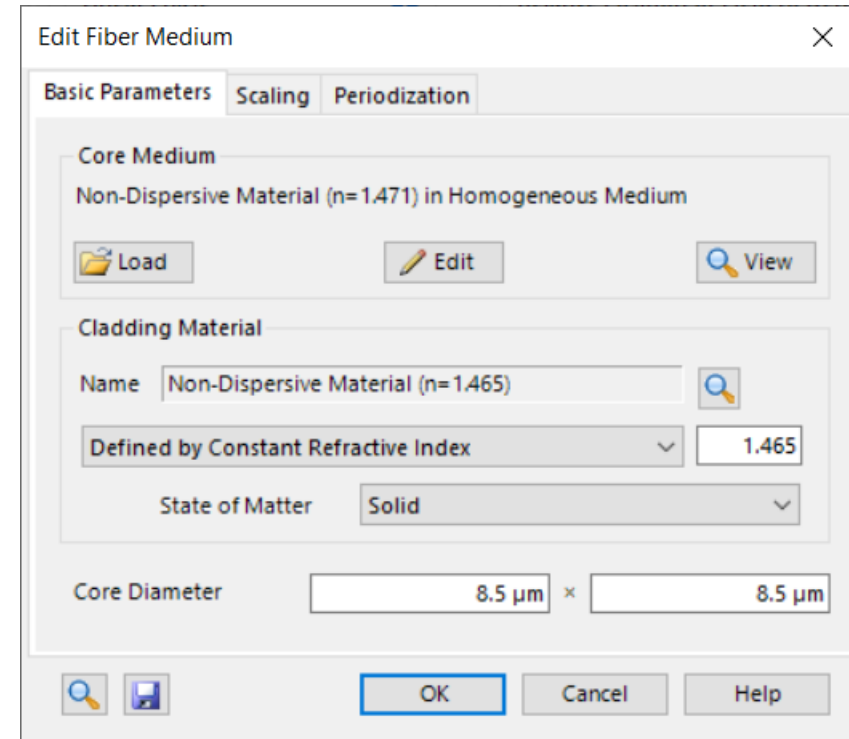 Edit Fiber Medium
Basic Parameters Scaling Periodization
Core Medium
Non-Dispersive Material (n=1.471) in Homogeneous Medium
Load Edit View
Cladding Material
Name Non-Dispersive Material (n=1.465)
Defined by Constant Refractive Index 1.465
State of Matter Solid
Core Diameter 8.5 µm × 8.5 µm
OK Cancel Help